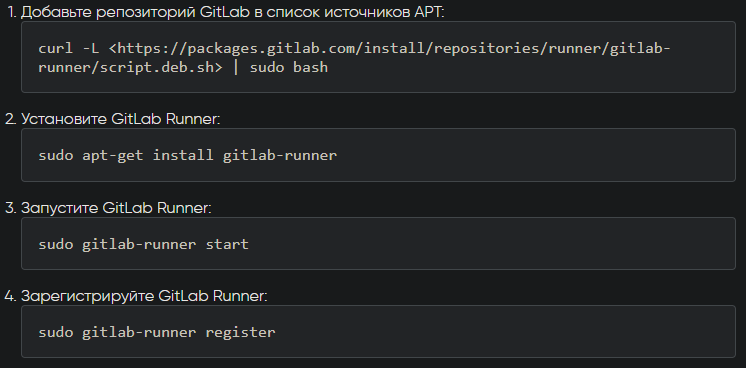 1. Добавьте репозиторий GitLab в список источников APT:
curl -L <https://packages.gitlab.com/install/repositories/runner/gitlab-
runner/script.deb.sh> | sudo bash
2. Установите GitLab Runner:
sudo apt-get install gitlab-runner
3. Запустите GitLab Runner:
sudo gitlab-runner start
4. Зарегистрируйте GitLab Runner:
sudo gitlab-runner register